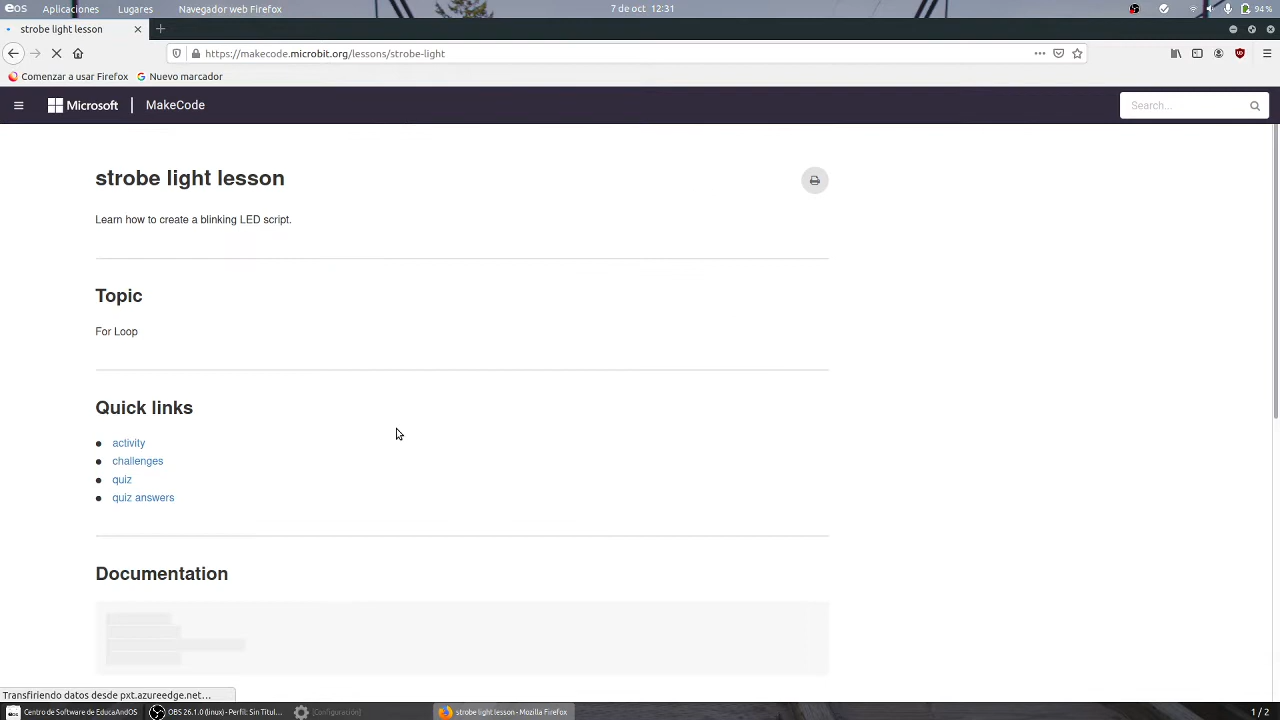 eOS Aplicaciones Lugares Navegador web Firefox 7 de oct 12:31 94%
strobe light lesson
https://makecode.microbit.org/lessons/strobe-light
Comenzar a usar Firefox Nuevo marcador
Microsoft MakeCode Search...
strobe light lesson
Learn how to create a blinking LED script.
Topic
For Loop
Quick links
activity
challenges
quiz
quiz answers
Documentation
Transfiriendo datos desde pxt.azureedge.net…
Centro de Software de EducaAndOS OBS 26.1.0 (linux) - Perfil: Sin Titul… [Configuración] strobe light lesson - Mozilla Firefox 1 / 2